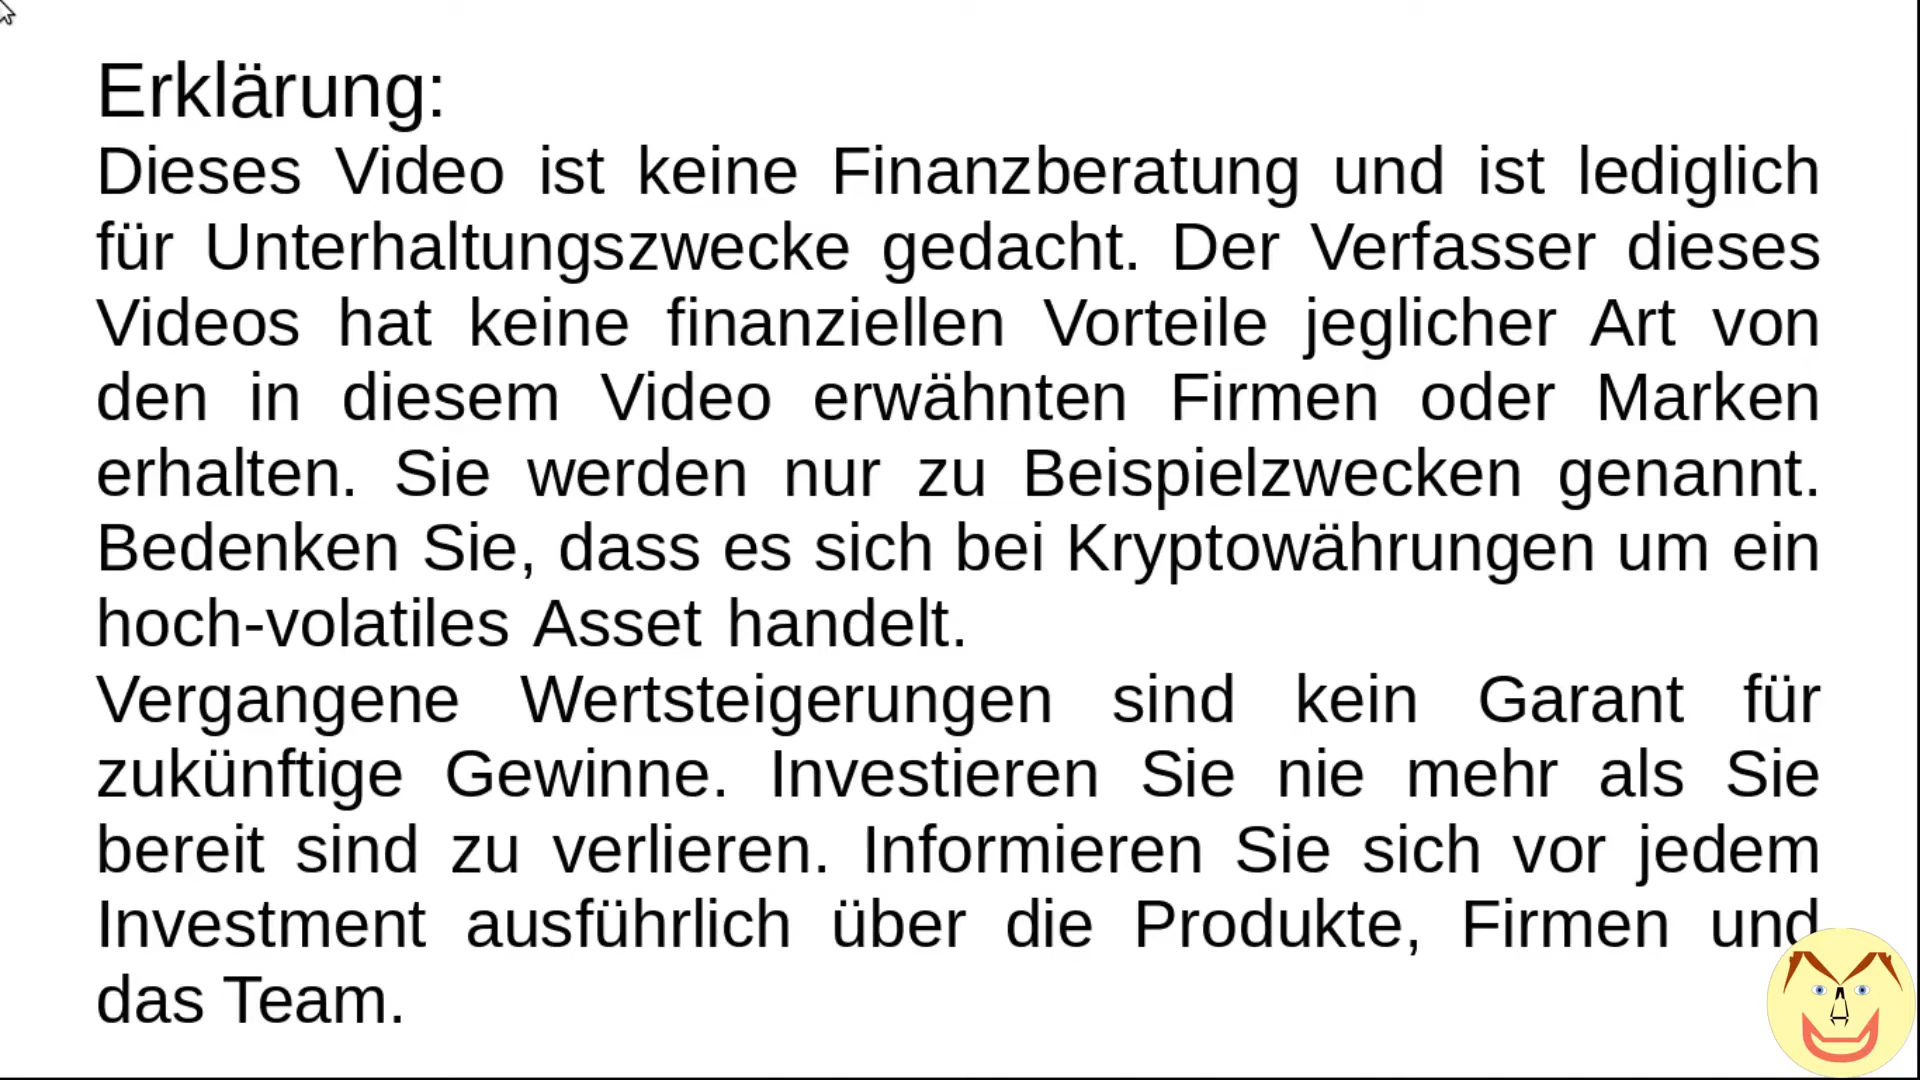 Erklärung:
Dieses Video ist keine Finanzberatung und ist lediglich
für Unterhaltungszwecke gedacht. Der Verfasser dieses
Videos hat keine finanziellen Vorteile jeglicher Art von
den in diesem Video erwähnten Firmen oder Marken
erhalten. Sie werden nur zu Beispielzwecken genannt.
Bedenken Sie, dass es sich bei Kryptowährungen um ein
hoch-volatiles Asset handelt.
Vergangene Wertsteigerungen sind kein Garant für
zukünftige Gewinne. Investieren Sie nie mehr als Sie
bereit sind zu verlieren. Informieren Sie sich vor jedem
Investment ausführlich über die Produkte, Firmen und
das Team.